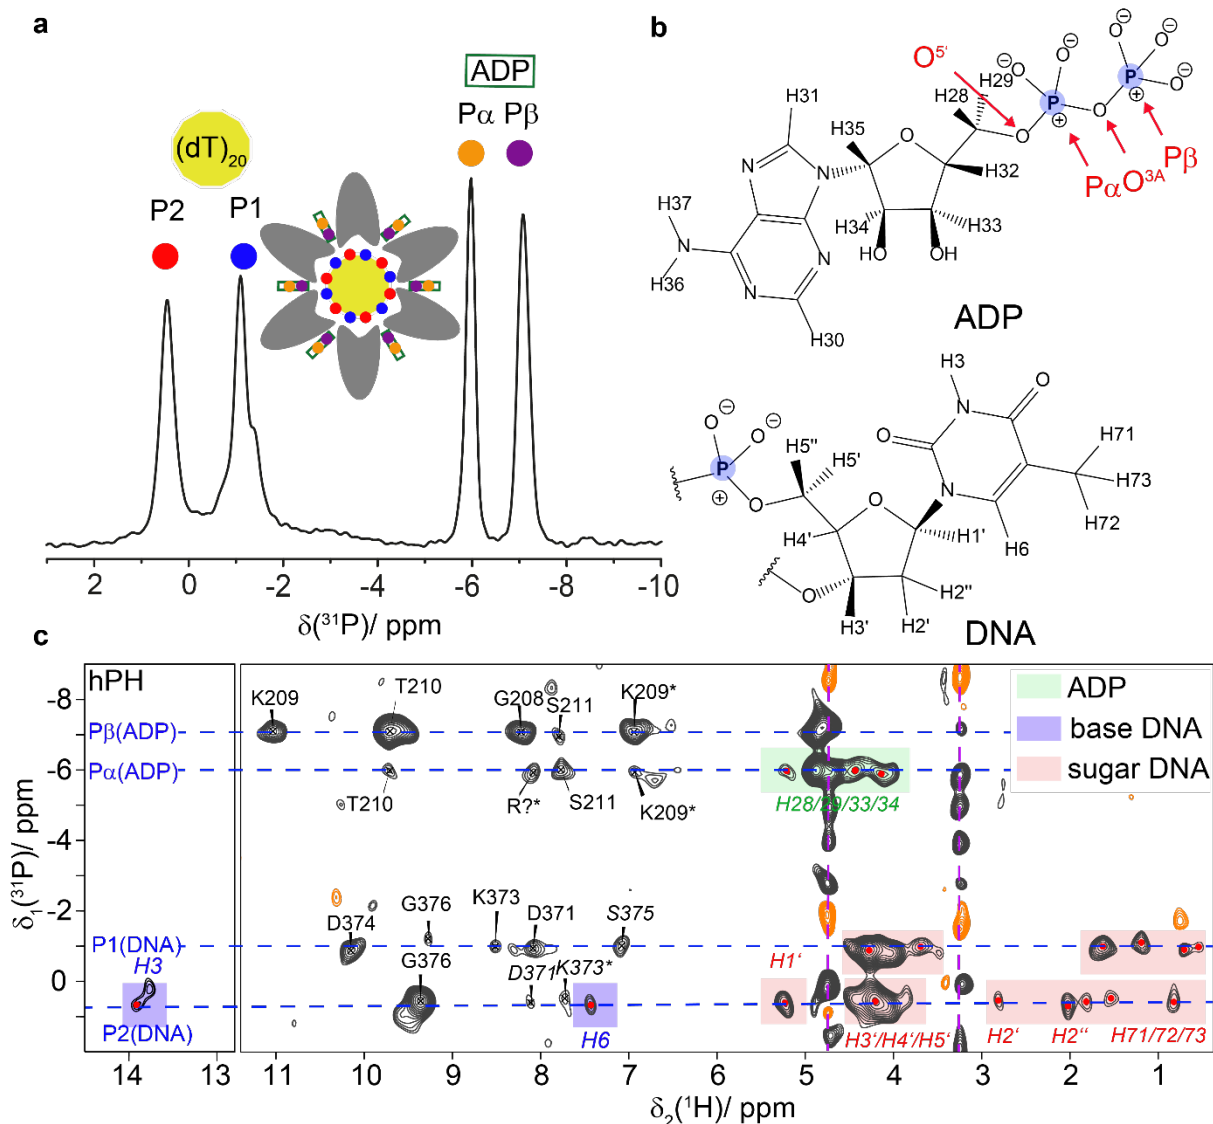 a
ADP
Pα Pβ
(dT)20
P2 P1
2 0 -2 -4 -6 -8 -10
δ(³¹P)/ ppm
b
O5'
O⊖ ⊖O O⊖ ⊖O
P⊕ O P⊕ O⊖
H29
H28
O
Pα O3A Pβ
H31
H35
O
H32
N N
N N
H37
N
H36
H34 H33
HO OH
H30
ADP
H3
N O
O
N
H71
H73
H72
H6
O⊖ O⊖
P⊕
O
H5'' H5'
O
H4' H1'
O
H3' H2' H2''
DNA
c
hPH
ADP
base DNA
sugar DNA
-8
-6
-4
-2
0
δ1(³¹P)/ ppm
Pβ(ADP)
Pα(ADP)
P1(DNA)
H3
P2(DNA)
K209 T210 G208 S211 K209*
T210 R?* S211 K209*
H28/29/33/34
D374 G376 K373 D371 S375
G376 D371 K373*
H6
H1‘
H3‘/H4‘/H5‘
H2‘ H2“ H71/72/73
14 13 11 10 9 8 7 6 5 4 3 2 1
δ2(¹H)/ ppm